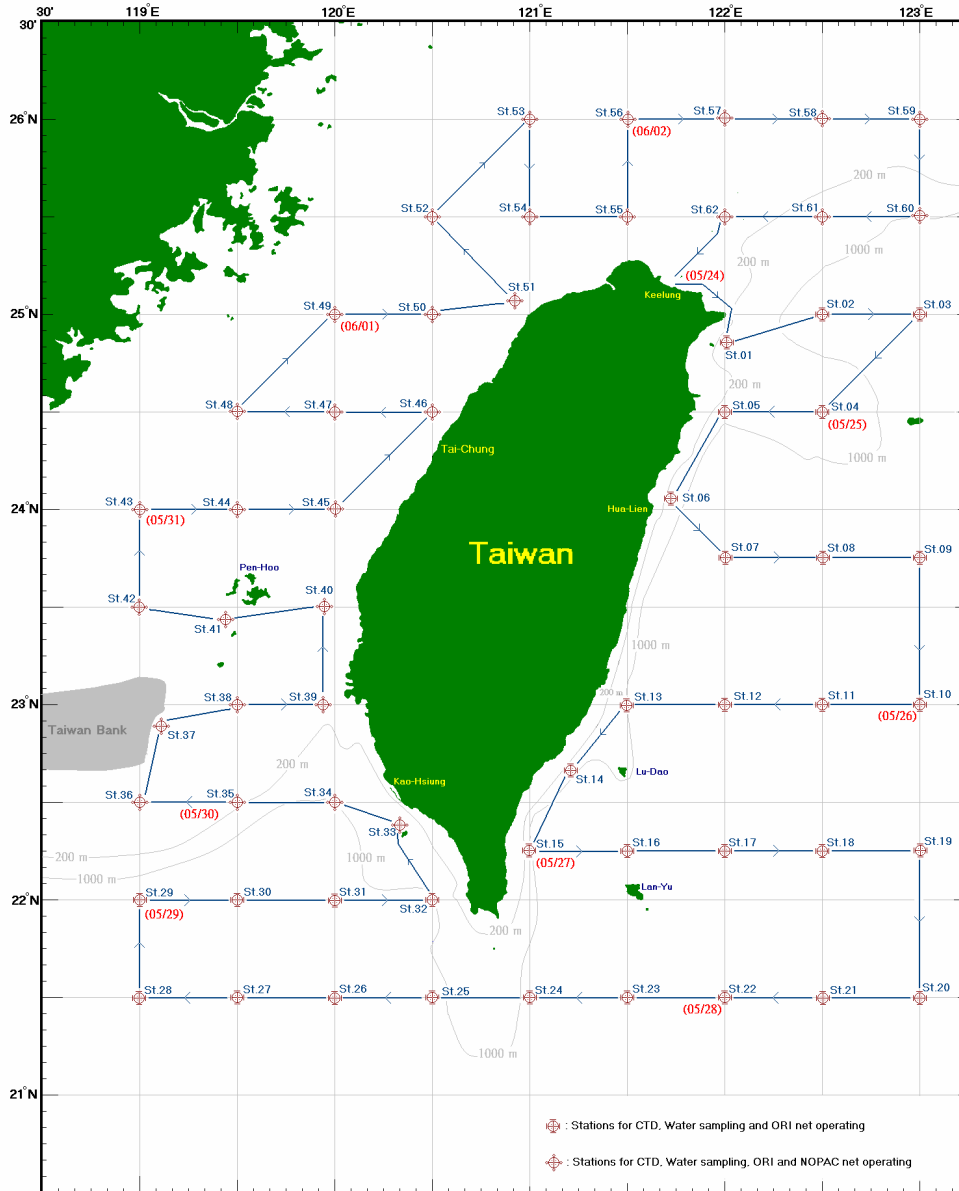 30' 119°E 120°E 121°E 122°E 123°E
30'
St.53 St.56 St.57 St.58 St.59
26°N
(06/02)
200 m
St.52 St.54 St.55 St.62 St.61 St.60
1000 m
200 m
(05/24)
St.51
Keelung
St.49 St.50 St.02 St.03
25°N
(06/01)
St.01
200 m
St.48 St.47 St.46 St.05 St.04
(05/25)
Tai-Chung
1000 m
St.43 St.44 St.45 St.06
24°N
Hua-Lien
(05/31)
Taiwan
St.07 St.08 St.09
Pen-Hoo
St.42 St.40
St.41
1000 m
200 m
St.38 St.39 St.13 St.12 St.11 St.10
23°N
(05/26)
Taiwan Bank
St.37
200 m
Lu-Dao
St.14
Kao-Hsiung
St.36 St.35 St.34
(05/30)
St.33
St.15 St.16 St.17 St.18 St.19
200 m
1000 m
(05/27)
1000 m
Lan-Yu
St.29 St.30 St.31
22°N
St.32
(05/29)
200 m
St.28 St.27 St.26 St.25 St.24 St.23 St.22 St.21 St.20
(05/28)
1000 m
21°N
: Stations for CTD, Water sampling and ORI net operating
: Stations for CTD, Water sampling, ORI and NOPAC net operating